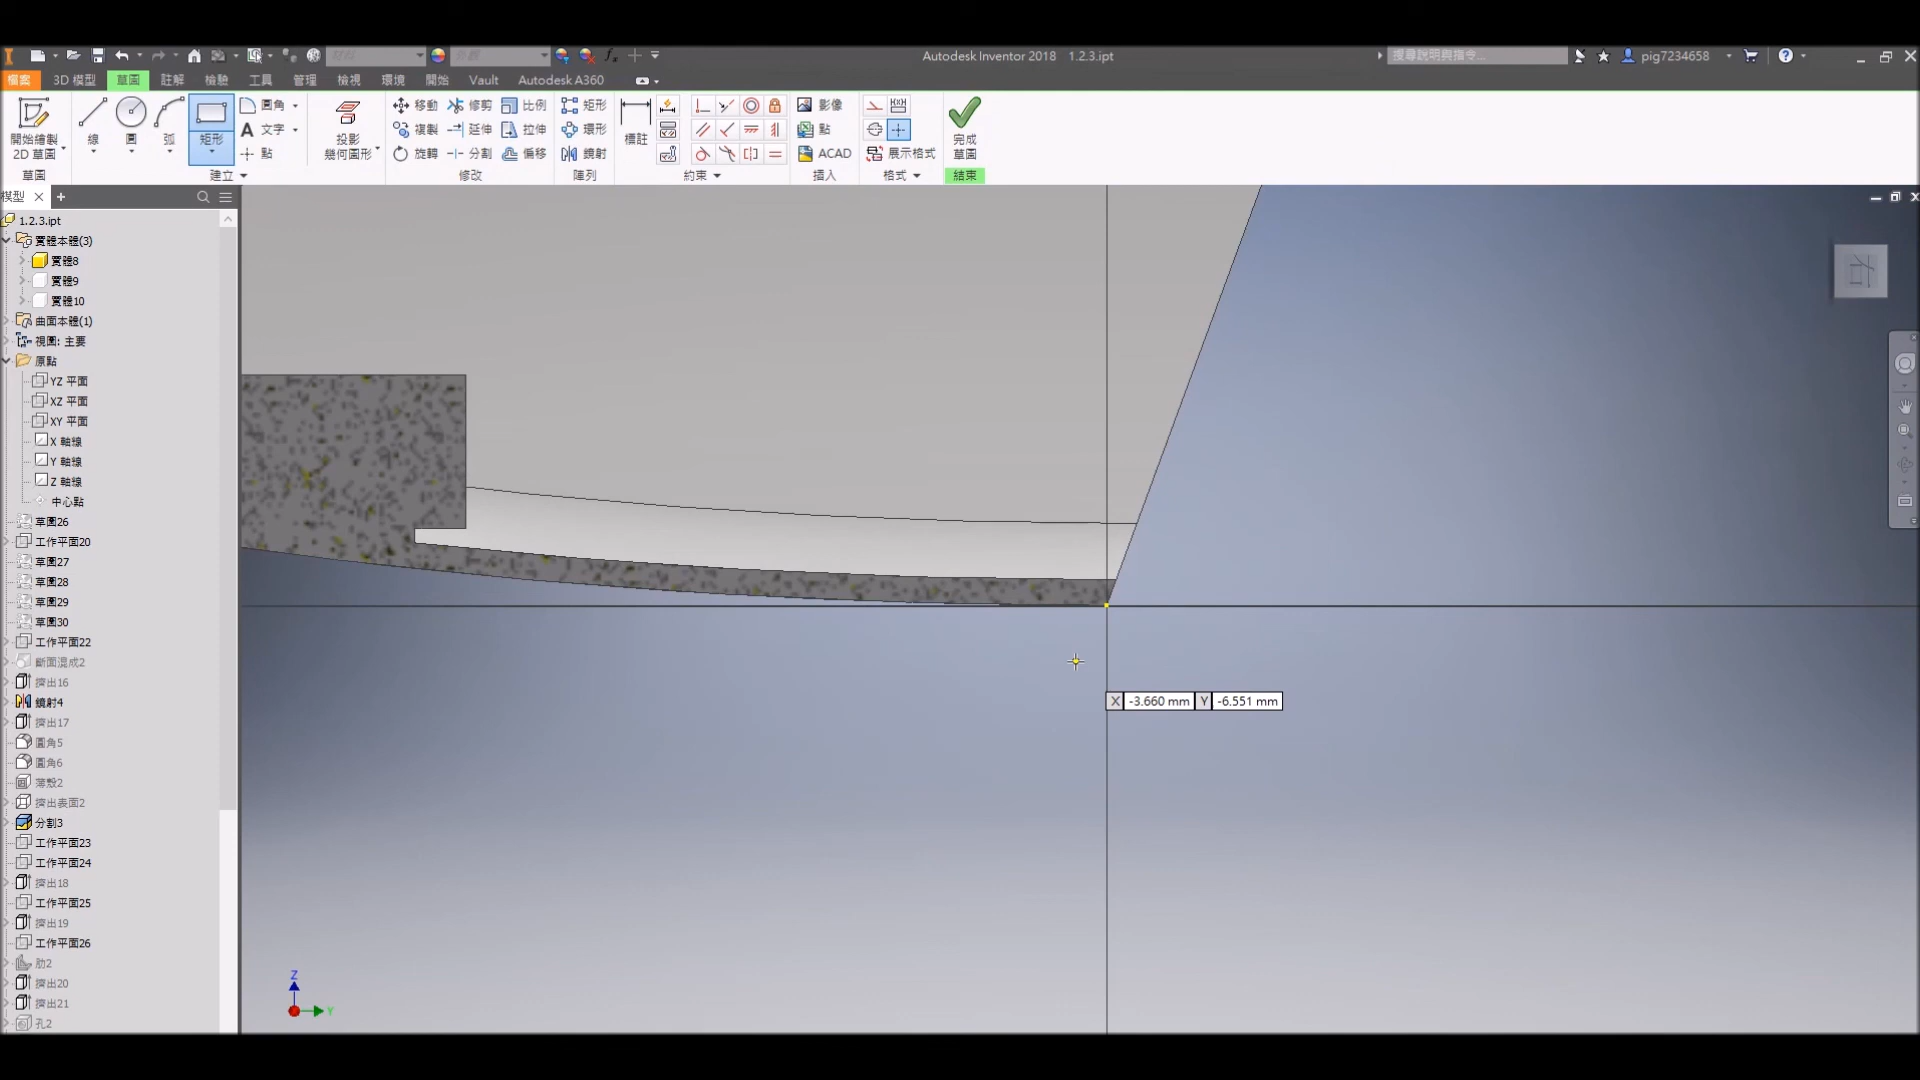 Autodesk Inventor 2018 1.2.3.ipt
搜尋說明與指令...
pig7234658
檔案 3D 模型 草圖 註解 檢驗 工具 管理 檢視 環境 開始 Vault Autodesk A360
開始繪製
2D 草圖
線 圓 弧 矩形
圓角
文字
點
投影
幾何圖形
移動 修剪 比例
複製 延伸 拉伸
旋轉 分割 偏移
矩形
環形
鏡射
標註
影像
點
ACAD
展示格式
完成
草圖
草圖 建立 修改 陣列 約束 插入 格式 結束
模型
1.2.3.ipt
實體本體(3)
實體8
實體9
實體10
曲面本體(1)
視圖: 主要
原點
YZ 平面
XZ 平面
XY 平面
X 軸線
Y 軸線
Z 軸線
中心點
草圖26
工作平面20
草圖27
草圖28
草圖29
草圖30
工作平面22
斷面混成2
擠出16
鏡射4
擠出17
圓角5
圓角6
薄殼2
擠出表面2
分割3
工作平面23
工作平面24
擠出18
工作平面25
擠出19
工作平面26
肋2
擠出20
擠出21
孔2
X -3.660 mm Y -6.551 mm
Z
Y